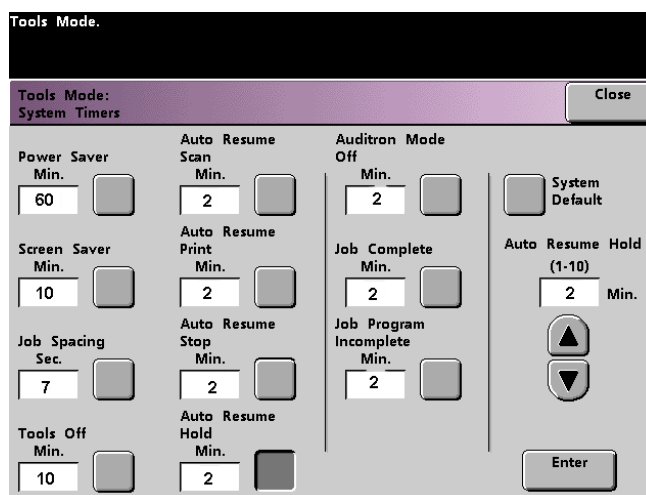 Tools Mode.
Tools Mode:
System Timers
Close
Power Saver
Min.
60
Screen Saver
Min.
10
Job Spacing
Sec.
7
Tools Off
Min.
10
Auto Resume
Scan
Min.
2
Auto Resume
Print
Min.
2
Auto Resume
Stop
Min.
2
Auto Resume
Hold
Min.
2
Auditron Mode
Off
Min.
2
Job Complete
Min.
2
Job Program
Incomplete
Min.
2
System
Default
Auto Resume Hold
(1-10)
2 Min.
Enter